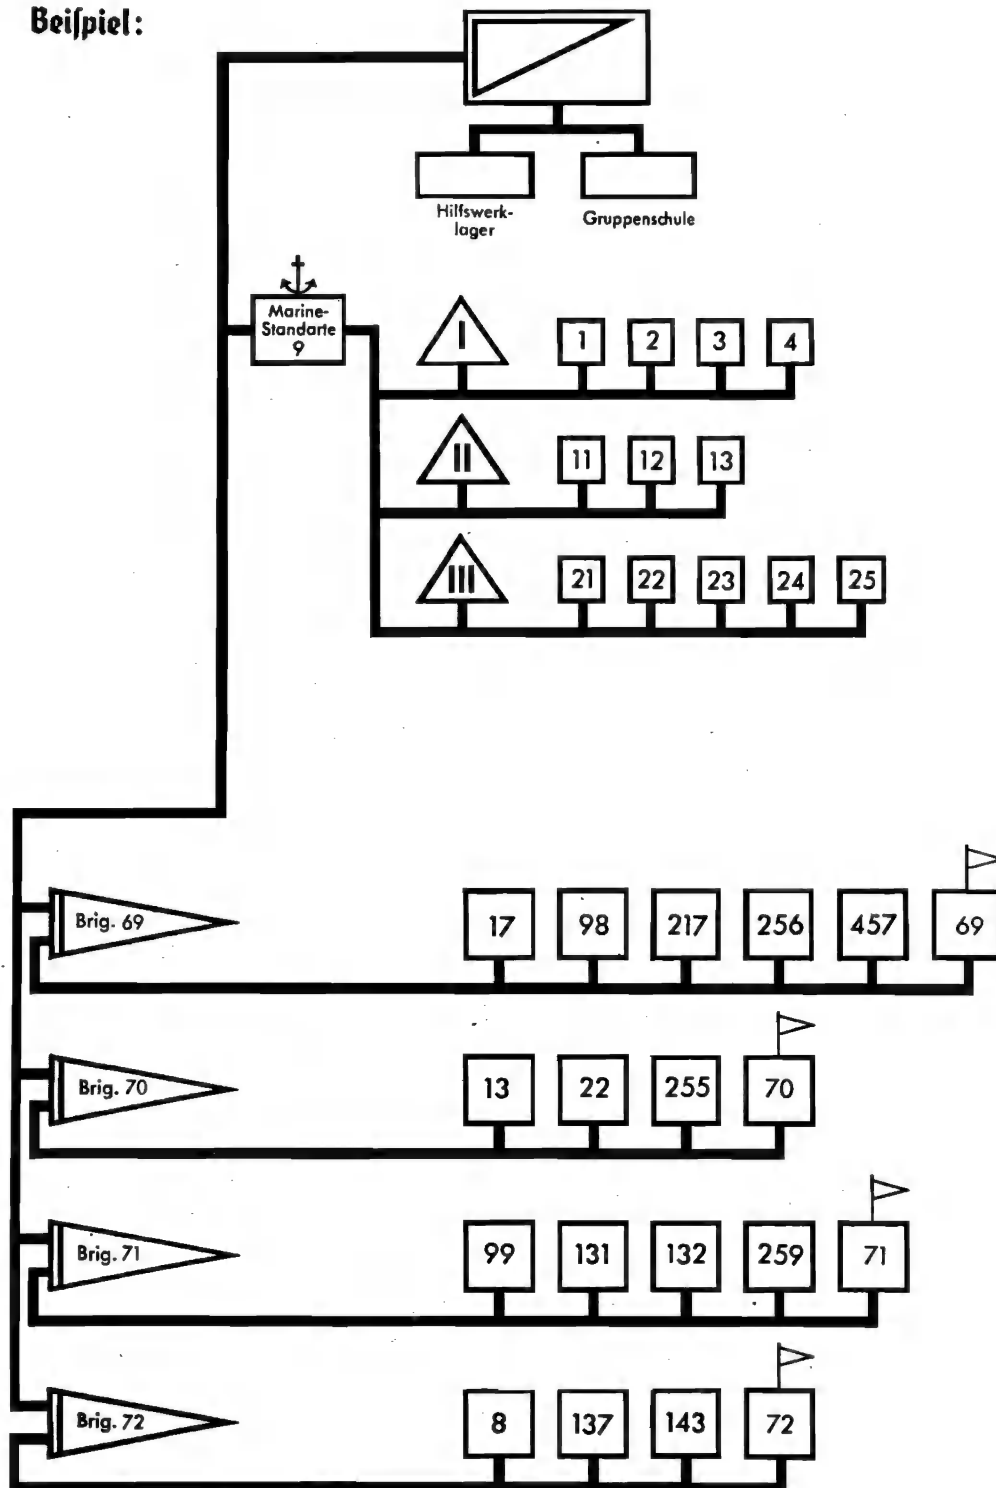 Beiſpiel:
Hilfswerk-
lager
Gruppenschule
Marine-
Standarte
9
I 1 2 3 4
II 11 12 13
III 21 22 23 24 25
Brig. 69 17 98 217 256 457 69
Brig. 70 13 22 255 70
Brig. 71 99 131 132 259 71
Brig. 72 8 137 143 72